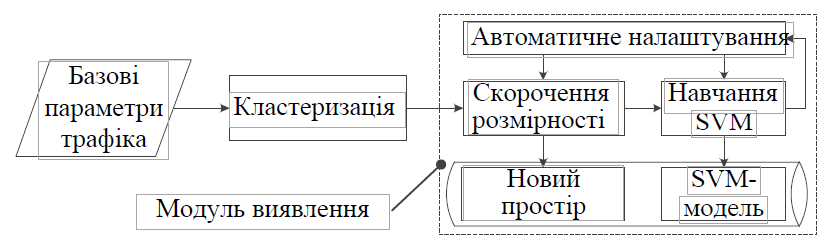 Автоматичне налаштування
Базові
параметри
трафіка
Кластеризація
Скорочення
розмірності
Навчання
SVM
Новий
простір
SVM-
модель
Модуль виявлення